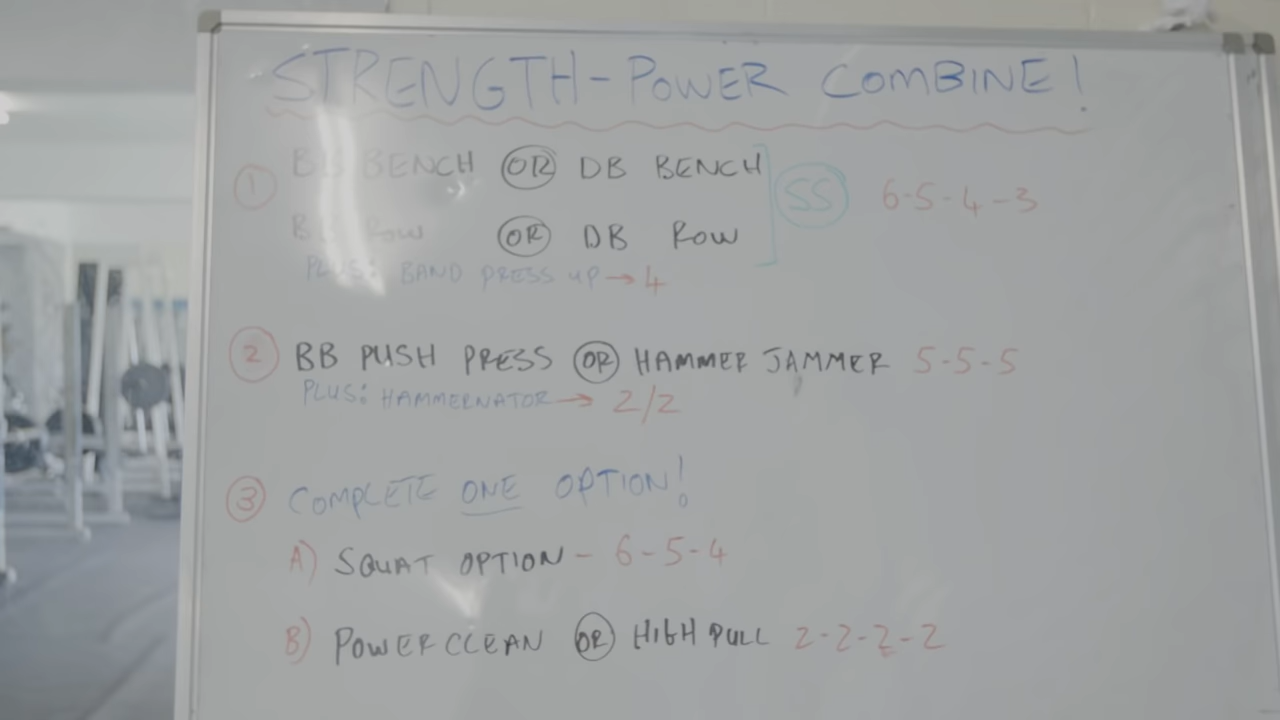 STRENGTH-POWER COMBINE!
1 BB BENCH OR DB BENCH SS 6-5-4-3
BB ROW OR DB ROW
PLUS: BAND PRESS UP → 4
2 BB PUSH PRESS OR HAMMER JAMMER 5-5-5
PLUS: HAMMERNATOR → 2/2
3 COMPLETE ONE OPTION!
A) SQUAT OPTION - 6-5-4
B) POWER CLEAN OR HIGH PULL 2-2-2-2